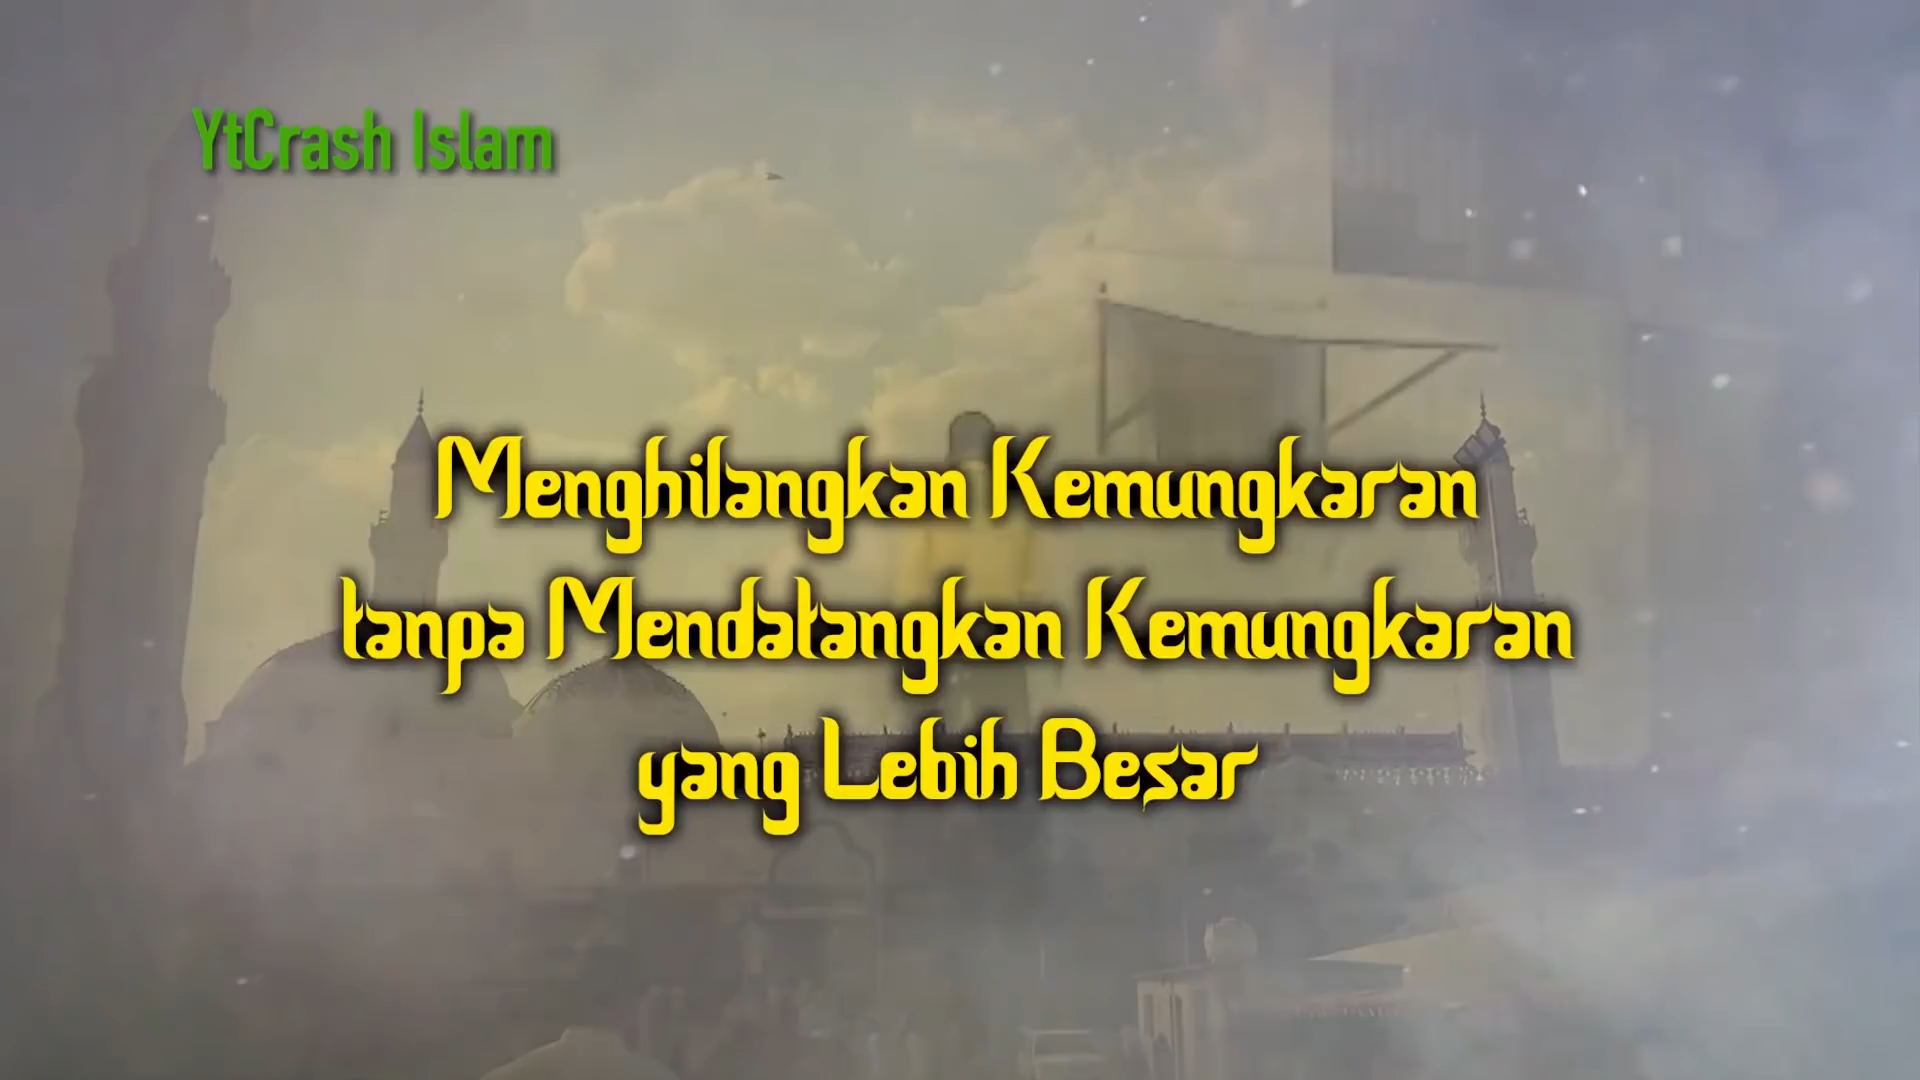 YtCrash Islam
Menghilangkan Kemungkaran
tanpa Mendatangkan Kemungkaran
yang Lebih Besar